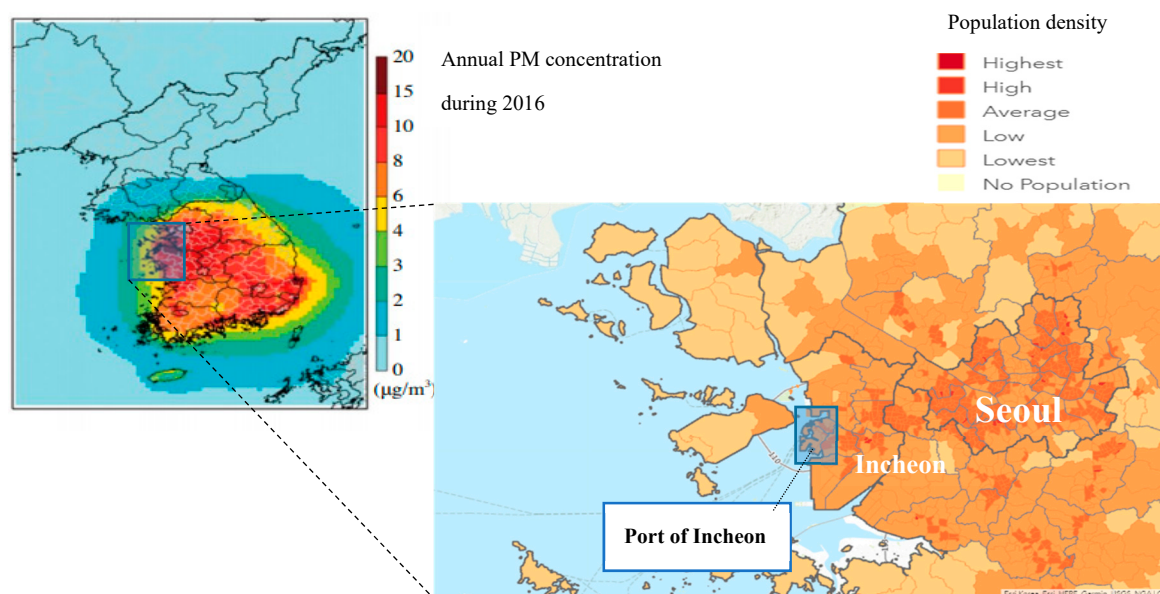 Annual PM concentration
during 2016
20
15
10
8
6
4
3
2
1
0
(μg/m³)
Population density
Highest
High
Average
Low
Lowest
No Population
Seoul
Incheon
Port of Incheon